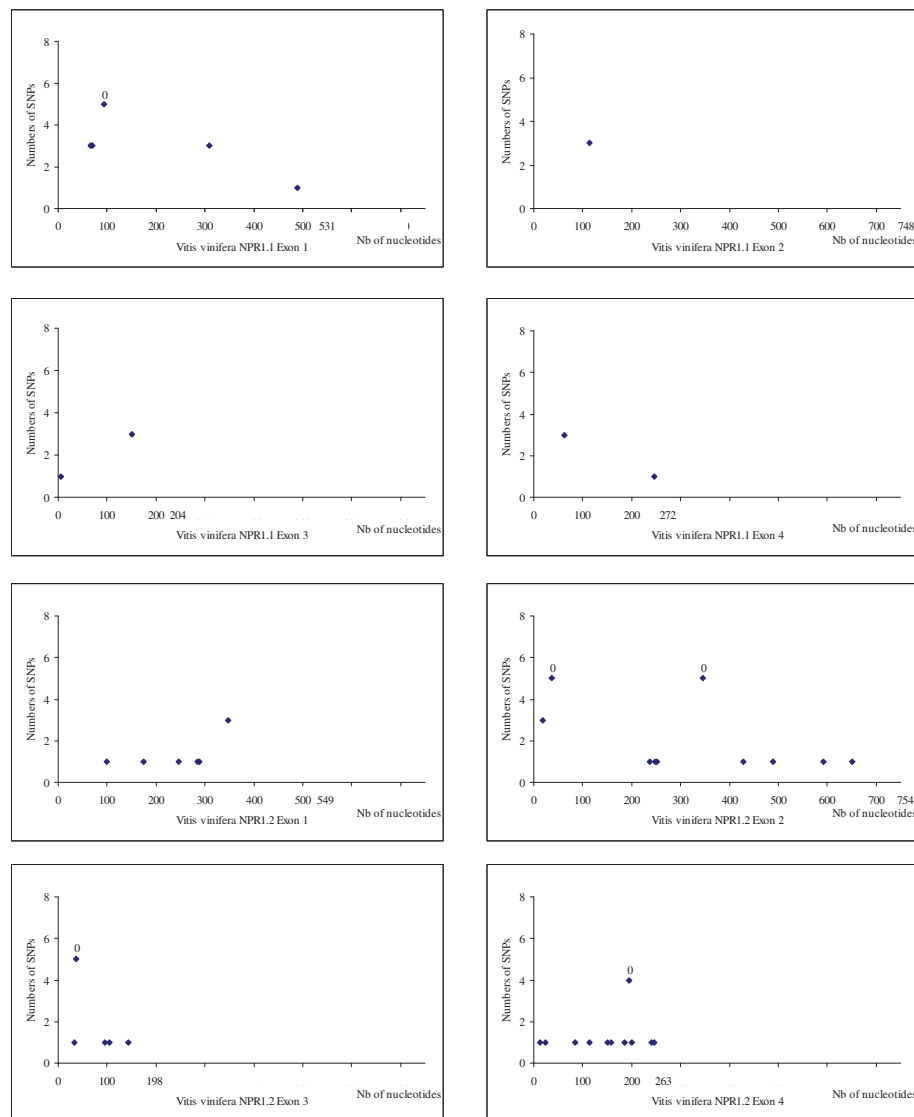 8
6
4
2
0
Numbers of SNPs
0
0 100 200 300 400 500 531
Nb of nucleotides
Vitis vinifera NPR1.1 Exon 1
8
6
4
2
0
Numbers of SNPs
0 100 200 300 400 500 600 700 748
Nb of nucleotides
Vitis vinifera NPR1.1 Exon 2
8
6
4
2
0
Numbers of SNPs
0 100 200 204
Nb of nucleotides
Vitis vinifera NPR1.1 Exon 3
8
6
4
2
0
Numbers of SNPs
0 100 200 272
Nb of nucleotides
Vitis vinifera NPR1.1 Exon 4
8
6
4
2
0
Numbers of SNPs
0 100 200 300 400 500 549
Nb of nucleotides
Vitis vinifera NPR1.2 Exon 1
8
6
4
2
0
Numbers of SNPs
0 0
0 100 200 300 400 500 600 700 754
Nb of nucleotides
Vitis vinifera NPR1.2 Exon 2
8
6
4
2
0
Numbers of SNPs
0
0 100 198
Nb of nucleotides
Vitis vinifera NPR1.2 Exon 3
8
6
4
2
0
Numbers of SNPs
0
0 100 200 263
Nb of nucleotides
Vitis vinifera NPR1.2 Exon 4